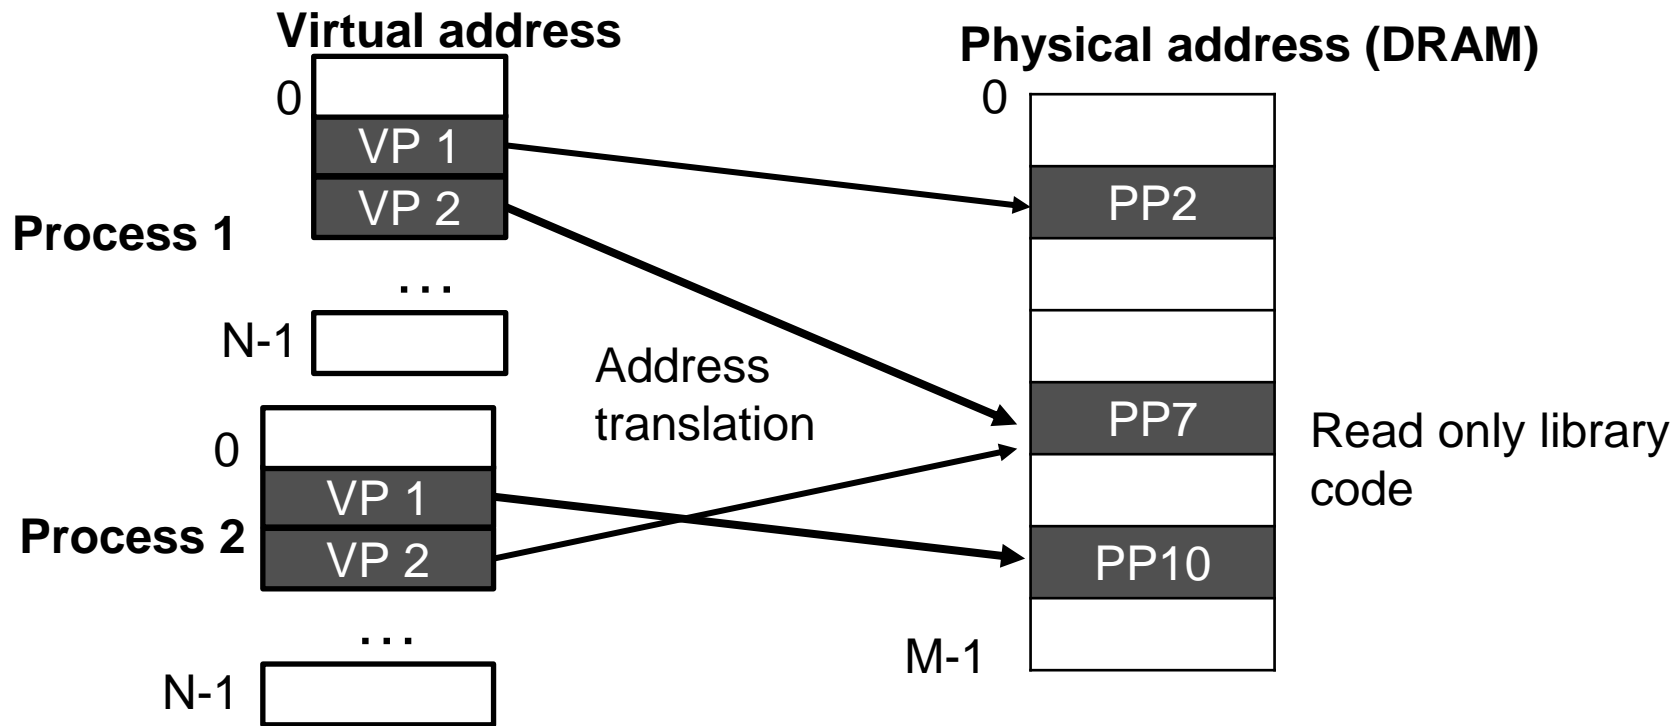 Virtual address
Physical address (DRAM)
0
VP 1
VP 2
Process 1
...
N-1
0
VP 1
VP 2
Process 2
...
N-1
Address
translation
0
PP2
PP7
PP10
M-1
Read only library
code